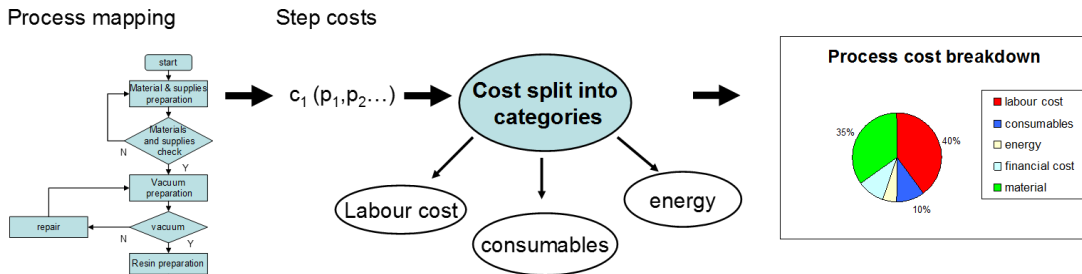 Process mapping
Step costs
start
Material & supplies
preparation
Materials
and supplies
check
N
Y
Vacuum
preparation
repair
vacuum
N
Y
Resin preparation
c₁ (p₁,p₂…)
Cost split into
categories
Labour cost
consumables
energy
Process cost breakdown
35%
40%
10%
labour cost
consumables
energy
financial cost
material